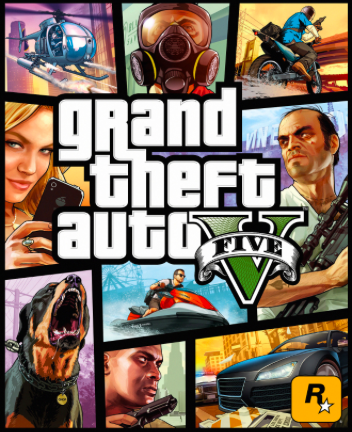 grand
theft
auto V
FIVE
R